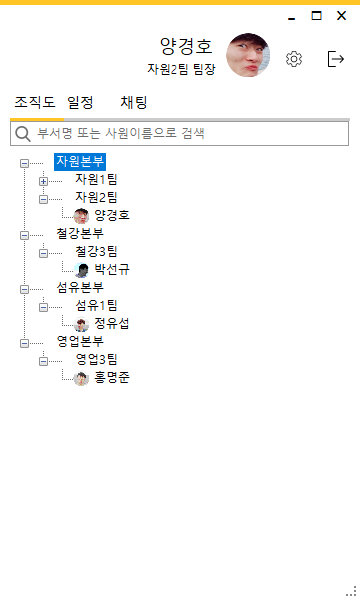 양경호
자원2팀 팀장
조직도 일정 채팅
부서명 또는 사원이름으로 검색
자원본부
자원1팀
자원2팀
양경호
철강본부
철강3팀
박선규
섬유본부
섬유1팀
정유섭
영업본부
영업3팀
홍명준